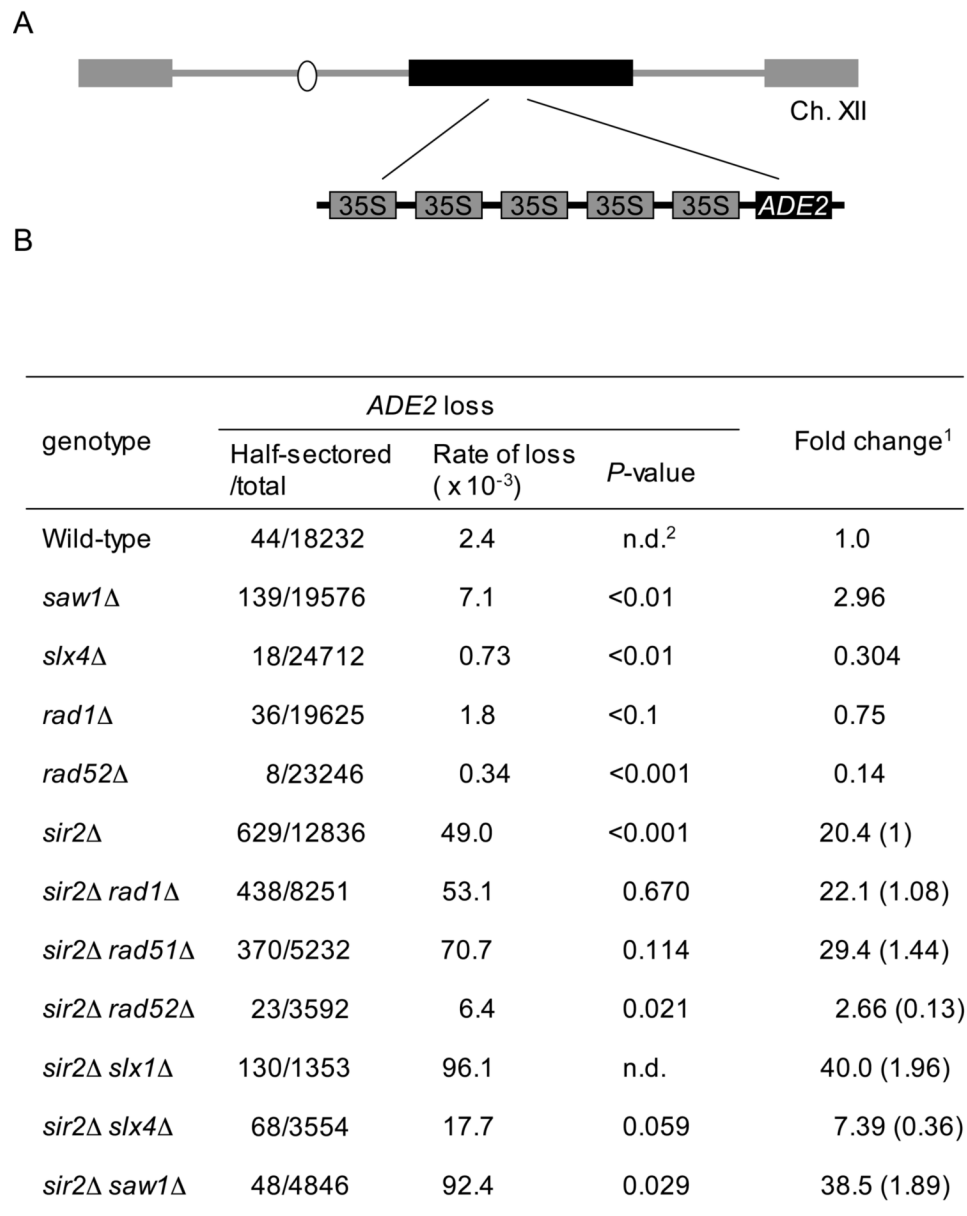 A
Ch. XII
35S 35S 35S 35S 35S ADE2
B
ADE2 loss
genotype Half-sectored /total Rate of loss ( x 10-3) P-value Fold change1
Wild-type 44/18232 2.4 n.d.2 1.0
saw1Δ 139/19576 7.1 <0.01 2.96
slx4Δ 18/24712 0.73 <0.01 0.304
rad1Δ 36/19625 1.8 <0.1 0.75
rad52Δ 8/23246 0.34 <0.001 0.14
sir2Δ 629/12836 49.0 <0.001 20.4 (1)
sir2Δ rad1Δ 438/8251 53.1 0.670 22.1 (1.08)
sir2Δ rad51Δ 370/5232 70.7 0.114 29.4 (1.44)
sir2Δ rad52Δ 23/3592 6.4 0.021 2.66 (0.13)
sir2Δ slx1Δ 130/1353 96.1 n.d. 40.0 (1.96)
sir2Δ slx4Δ 68/3554 17.7 0.059 7.39 (0.36)
sir2Δ saw1Δ 48/4846 92.4 0.029 38.5 (1.89)